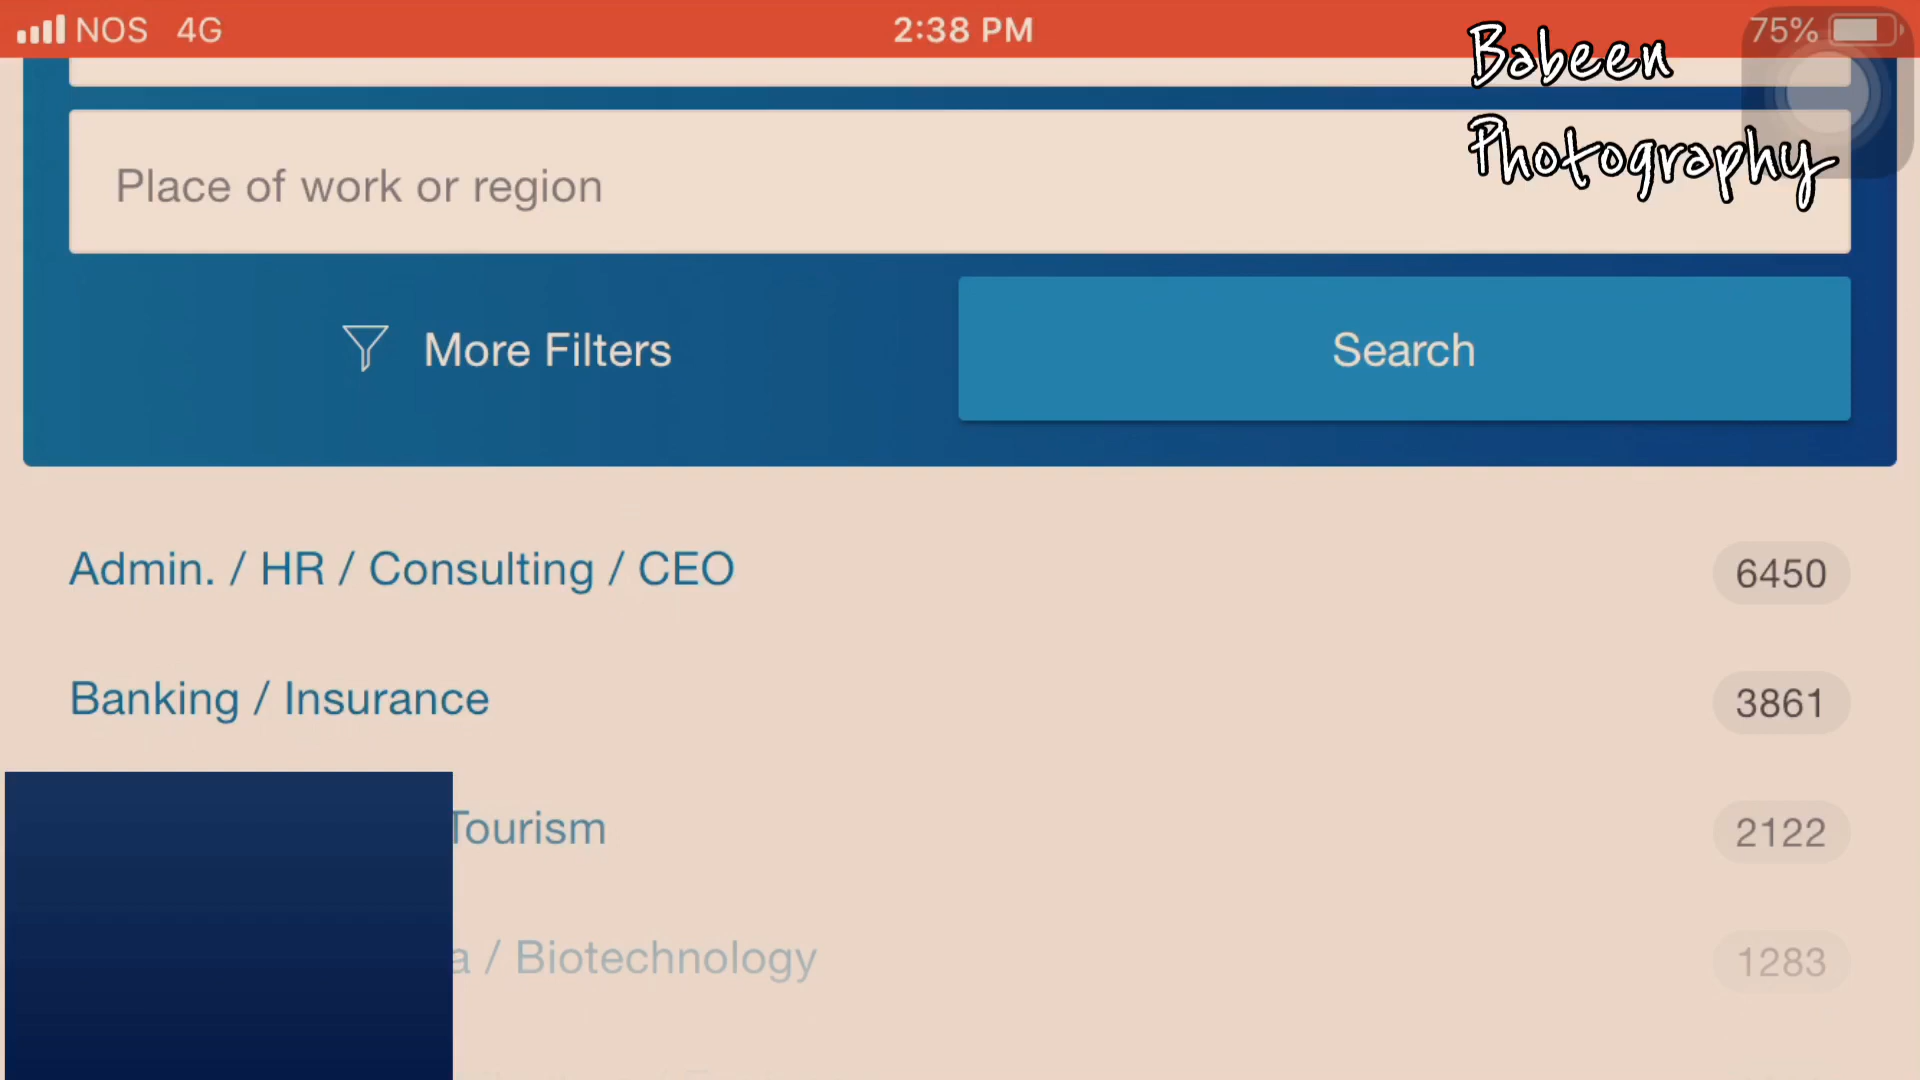 NOS 4G 2:38 PM 75%
Babeen
Photography
Place of work or region
More Filters
Search
Admin. / HR / Consulting / CEO 6450
Banking / Insurance 3861
Tourism 2122
/ Biotechnology 1283